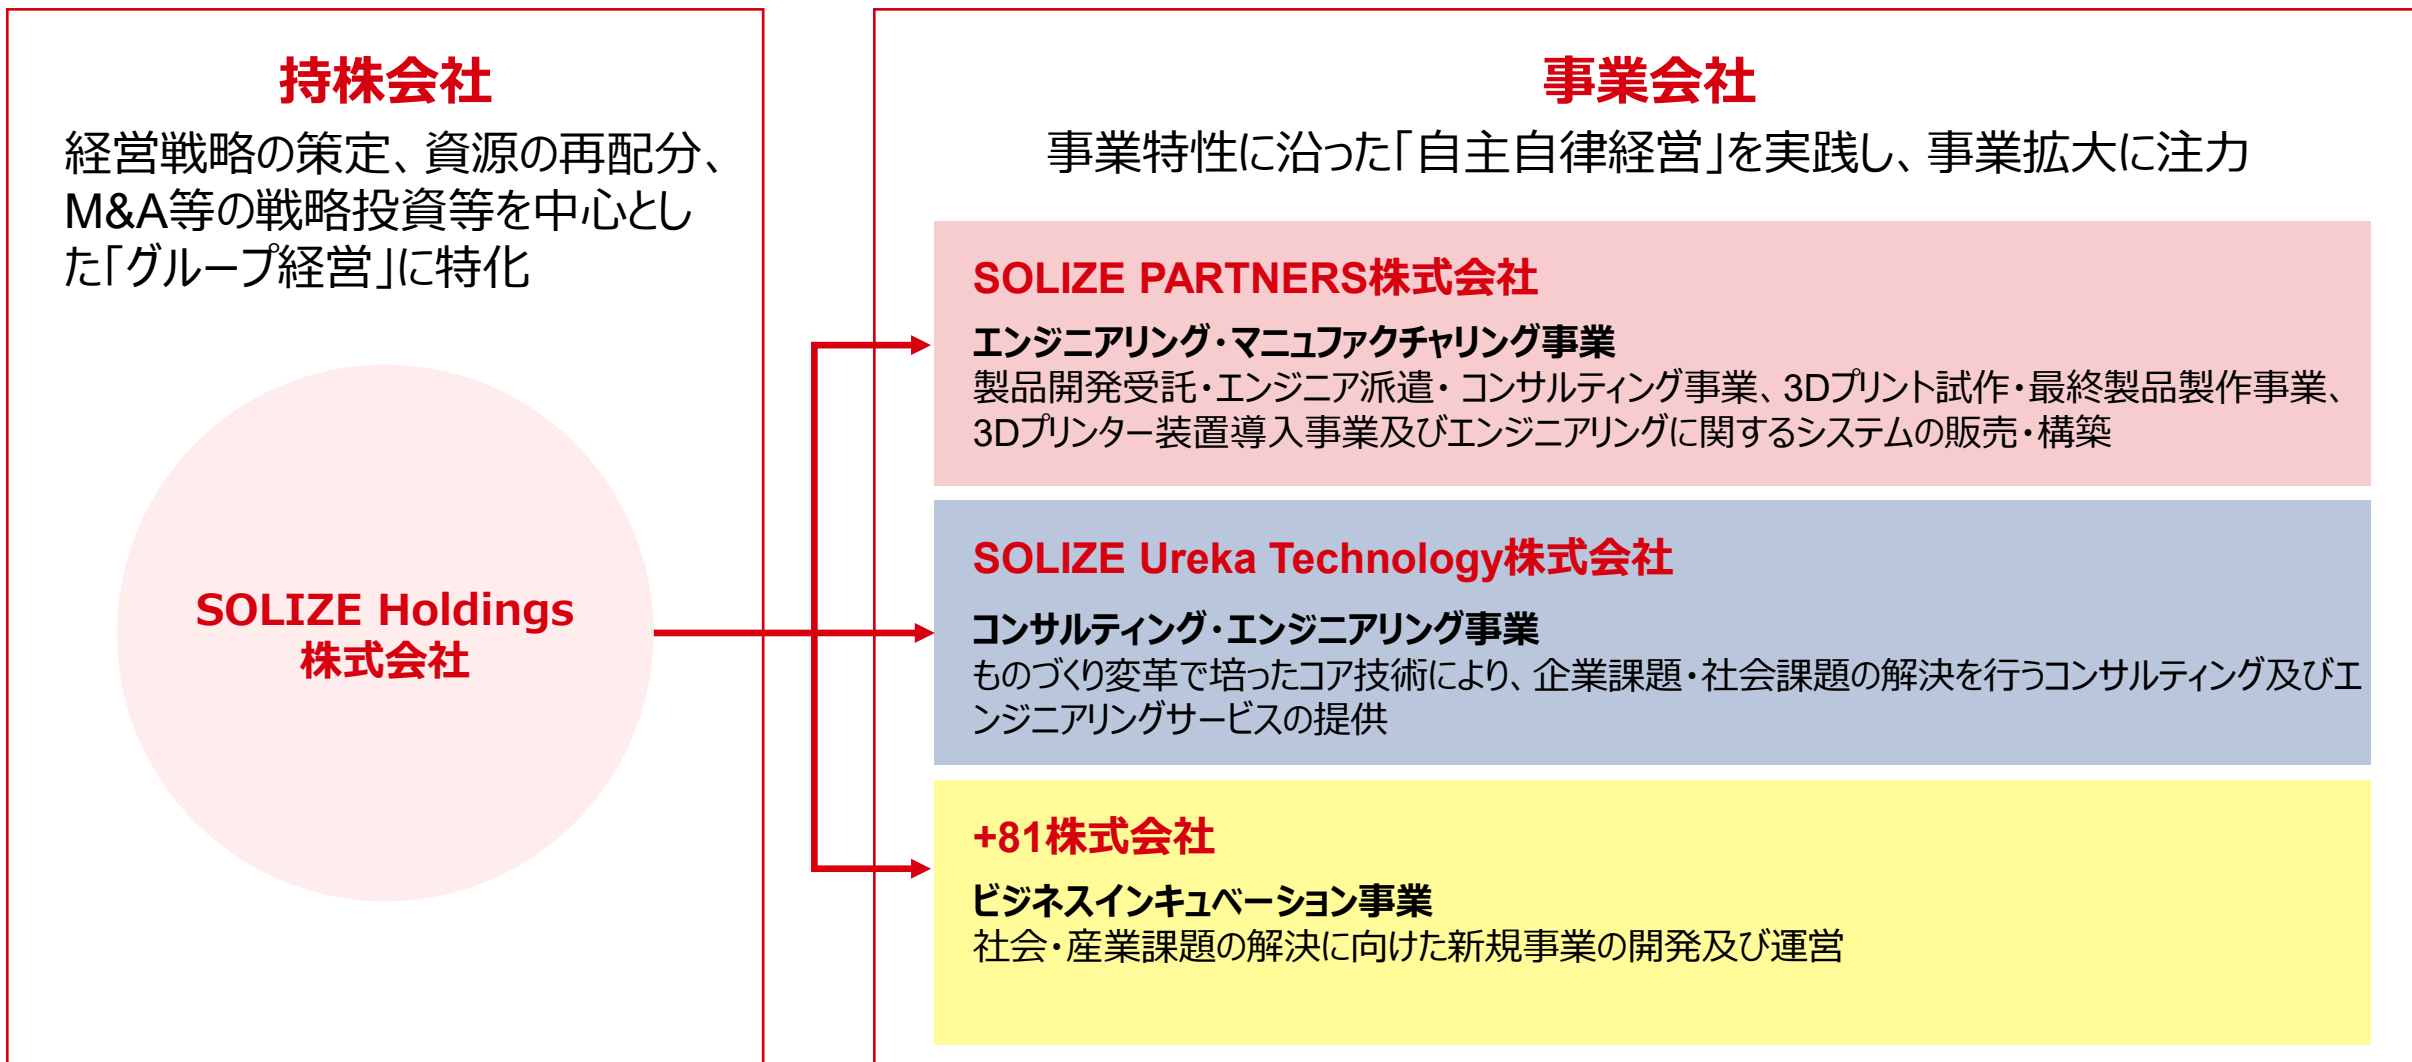 持株会社
経営戦略の策定、資源の再配分、
M&A等の戦略投資等を中心とし
た「グループ経営」に特化
SOLIZE Holdings
株式会社
事業会社
事業特性に沿った「自主自律経営」を実践し、事業拡大に注力
SOLIZE PARTNERS株式会社
エンジニアリング・マニュファクチャリング事業
製品開発受託・エンジニア派遣・ コンサルティング事業、3Dプリント試作・最終製品製作事業、
3Dプリンター装置導入事業及びエンジニアリングに関するシステムの販売・構築
SOLIZE Ureka Technology株式会社
コンサルティング・エンジニアリング事業
ものづくり変革で培ったコア技術により、企業課題・社会課題の解決を行うコンサルティング及びエ
ンジニアリングサービスの提供
+81株式会社
ビジネスインキュベーション事業
社会・産業課題の解決に向けた新規事業の開発及び運営